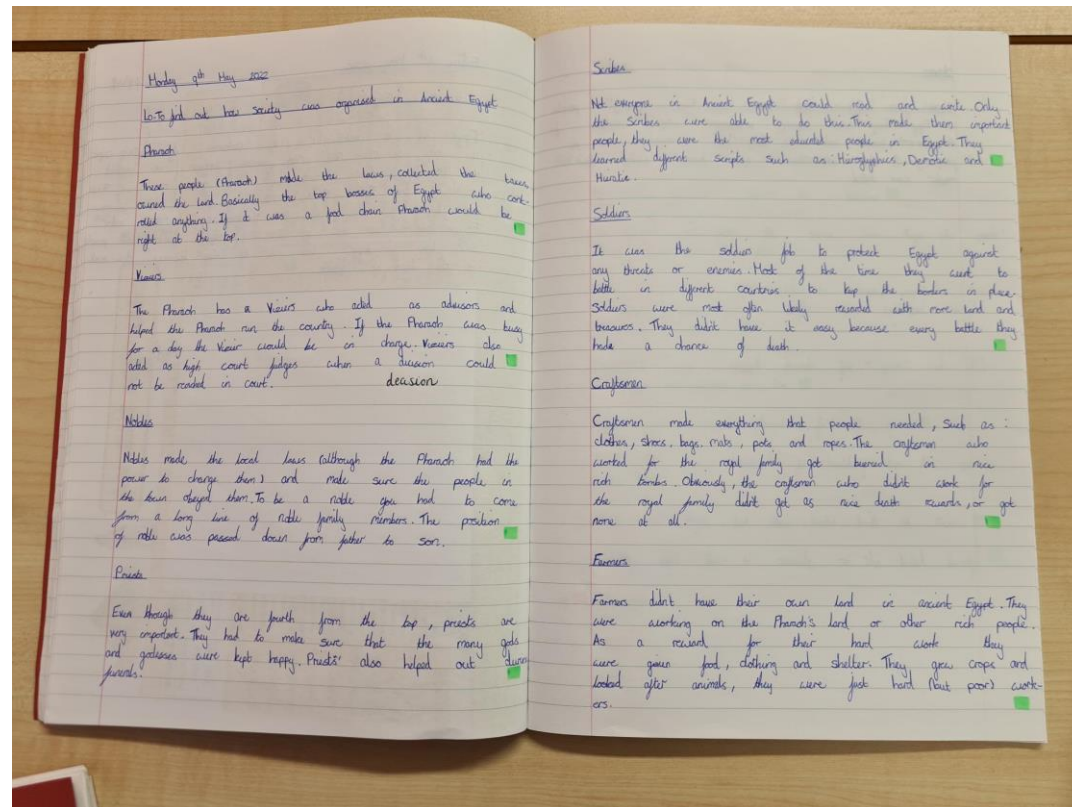 Monday 9th May 2022
Lo-To find out how society was organised in Ancient Egypt
Pharaoh
These people (Pharaoh) made the laws, collected the taxes,
owned the land. Basically the top bosses of Egypt who cont-
rolled anything. If it was a food chain Pharaoh would be
right at the top.
Viziers
The Pharaoh has a Viziers who acted as advisors and
helped the Pharaoh run the country. If the Pharaoh was busy
for a day the Vizier would be in charge. Viziers also
acted as high court judges when a dicision could
not be reached in court. decision
Nobles
Nobles made the local laws (although the Pharaoh had the
power to change them) and made sure the people in
the town obeyed them. To be a noble you had to come
from a long line of noble family members. The position
of noble was passed down from father to son.
Priests
Even though they are fourth from the top, priests are
very important. They had to make sure that the many gods
and godesses were kept happy. Priests' also helped out
funerals.
Scribes
Not everyone in Ancient Egypt could read and write. Only
the Scribes were able to do this. This made them important
people, they were the most educated people in Egypt. They
learned different scripts such as: Hieroglyphics, Demotic and
Hieratic.
Soldiers
It was the soldiers job to protect Egypt against
any threats or enemies. Most of the time they went to
battle in different countries to keep the borders in place.
Soldiers were most often likely rewarded with more land and
treasures. They didn't have it easy because every battle they
had a chance of death.
Craftsmen
Craftsmen made everything that people needed, such as:
clothes, shoes, bags, mats, pots and ropes. The craftsmen who
worked for the royal family got buried in nice
rich tombs. Obviously, the craftsmen who didn't work for
the royal family didn't get as nice death rewards, or got
none at all.
Farmers
Farmers didn't have their own land in ancient Egypt. They
were working on the Pharaoh's land or other rich people.
As a reward for their hard work they
were given food, clothing and shelter. They grew crops and
looked after animals, they were just hard (but poor) work-
ers.